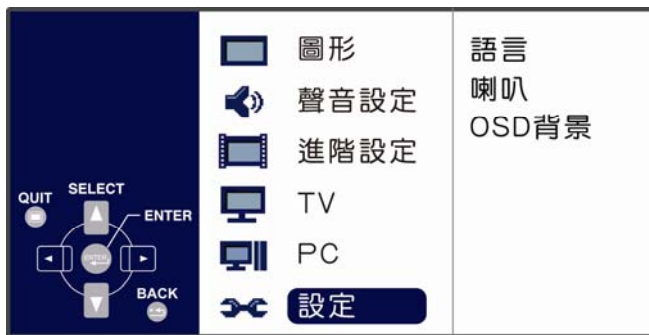 QUIT
SELECT
ENTER
ENTER
BACK
圖形
聲音設定
進階設定
TV
PC
設定
語言
喇叭
OSD背景